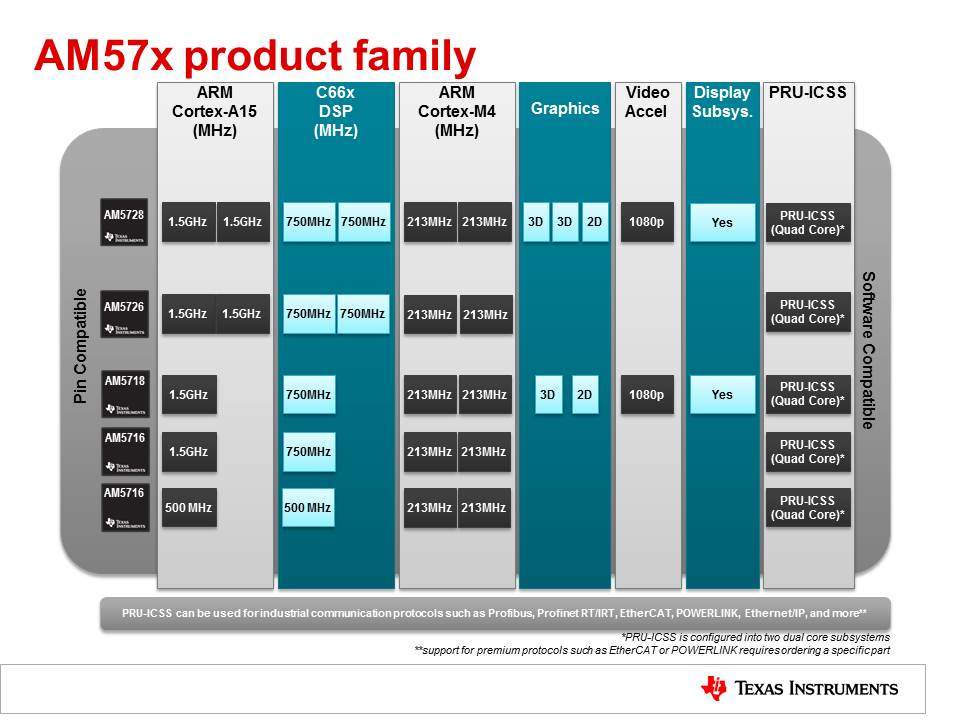 AM57x product family
ARM
Cortex-A15
(MHz)
C66x
DSP
(MHz)
ARM
Cortex-M4
(MHz)
Graphics
Video
Accel
Display
Subsys.
PRU-ICSS
Pin Compatible
Software Compatible
AM5728
TEXAS
INSTRUMENTS
1.5GHz 1.5GHz 750MHz 750MHz 213MHz 213MHz 3D 3D 2D 1080p Yes
PRU-ICSS
(Quad Core)*
AM5726
TEXAS
INSTRUMENTS
1.5GHz 1.5GHz 750MHz 750MHz 213MHz 213MHz
PRU-ICSS
(Quad Core)*
AM5718
TEXAS
INSTRUMENTS
1.5GHz 750MHz 213MHz 213MHz 3D 2D 1080p Yes
PRU-ICSS
(Quad Core)*
AM5716
TEXAS
INSTRUMENTS
1.5GHz 750MHz 213MHz 213MHz
PRU-ICSS
(Quad Core)*
AM5716
TEXAS
INSTRUMENTS
500 MHz 500 MHz 213MHz 213MHz
PRU-ICSS
(Quad Core)*
PRU-ICSS can be used for industrial communication protocols such as Profibus, Profinet RT/IRT, EtherCAT, POWERLINK, Ethernet/IP, and more**
*PRU-ICSS is configured into two dual core subsystems
**support for premium protocols such as EtherCAT or POWERLINK requires ordering a specific part
TEXAS INSTRUMENTS